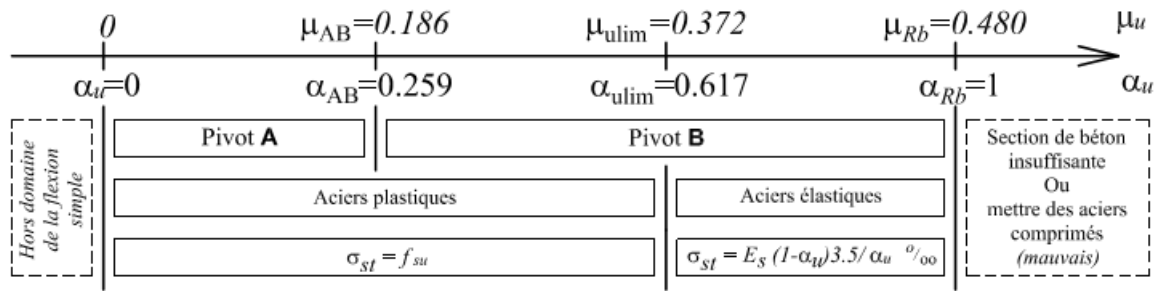 0 μAB=0.186 μulim=0.372 μRb=0.480 μu
αu=0 αAB=0.259 αulim=0.617 αRb=1 αu
Hors domaine
de la flexion
simple
Pivot A
Pivot B
Aciers plastiques
Aciers élastiques
σst = fsu
σst = Es (1-αu)3.5/ αu o/oo
Section de béton
insuffisante
Ou
mettre des aciers
comprimés
(mauvais)